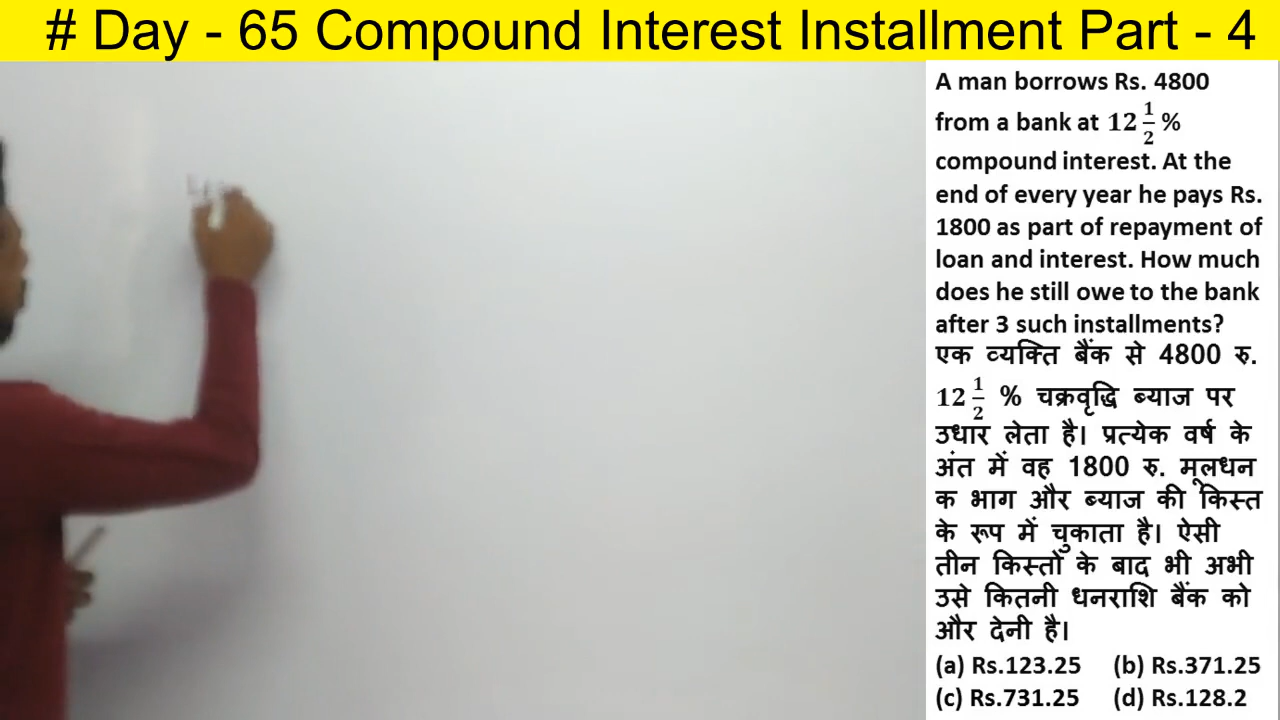 # Day - 65 Compound Interest Installment Part - 4
A man borrows Rs. 4800
from a bank at 12 1/2 %
compound interest. At the
end of every year he pays Rs.
1800 as part of repayment of
loan and interest. How much
does he still owe to the bank
after 3 such installments?
एक व्यक्ति बैंक से 4800 रु.
12 1/2 % चक्रवृद्धि ब्याज पर
उधार लेता है। प्रत्येक वर्ष के
अंत में वह 1800 रु. मूलधन
क भाग और ब्याज की किस्त
के रूप में चुकाता है। ऐसी
तीन किस्तों के बाद भी अभी
उसे कितनी धनराशि बैंक को
और देनी है।
(a) Rs.123.25 (b) Rs.371.25
(c) Rs.731.25 (d) Rs.128.2